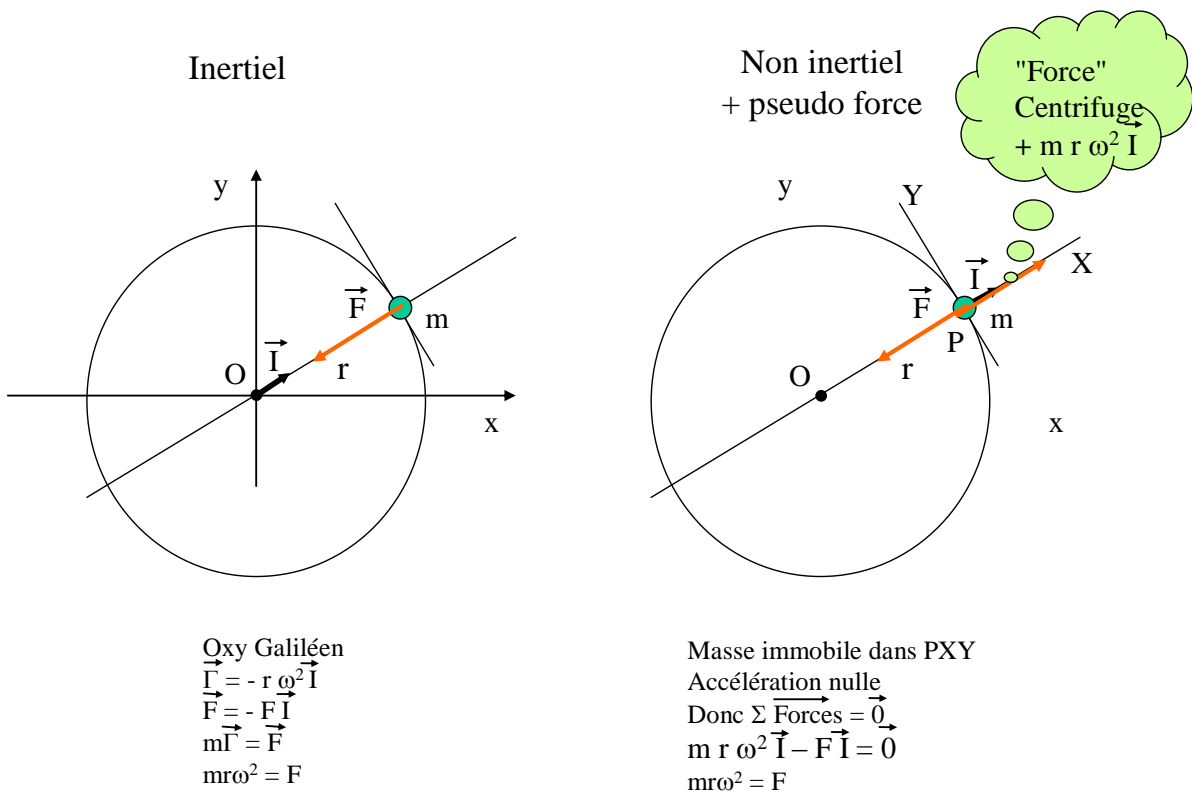 Inertiel
y
F⃗
m
I⃗
O
r
x
Oxy Galiléen
Γ⃗ = - r ω² I⃗
F⃗ = - F I⃗
mΓ⃗ = F⃗
mrω² = F
Non inertiel
+ pseudo force
"Force"
Centrifuge
+ m r ω² I⃗
y
Y
X
I⃗
F⃗
m
P
r
O
x
Masse immobile dans PXY
Accélération nulle
Donc Σ Forces⃗ = 0⃗
m r ω² I⃗ – F I⃗ = 0⃗
mrω² = F